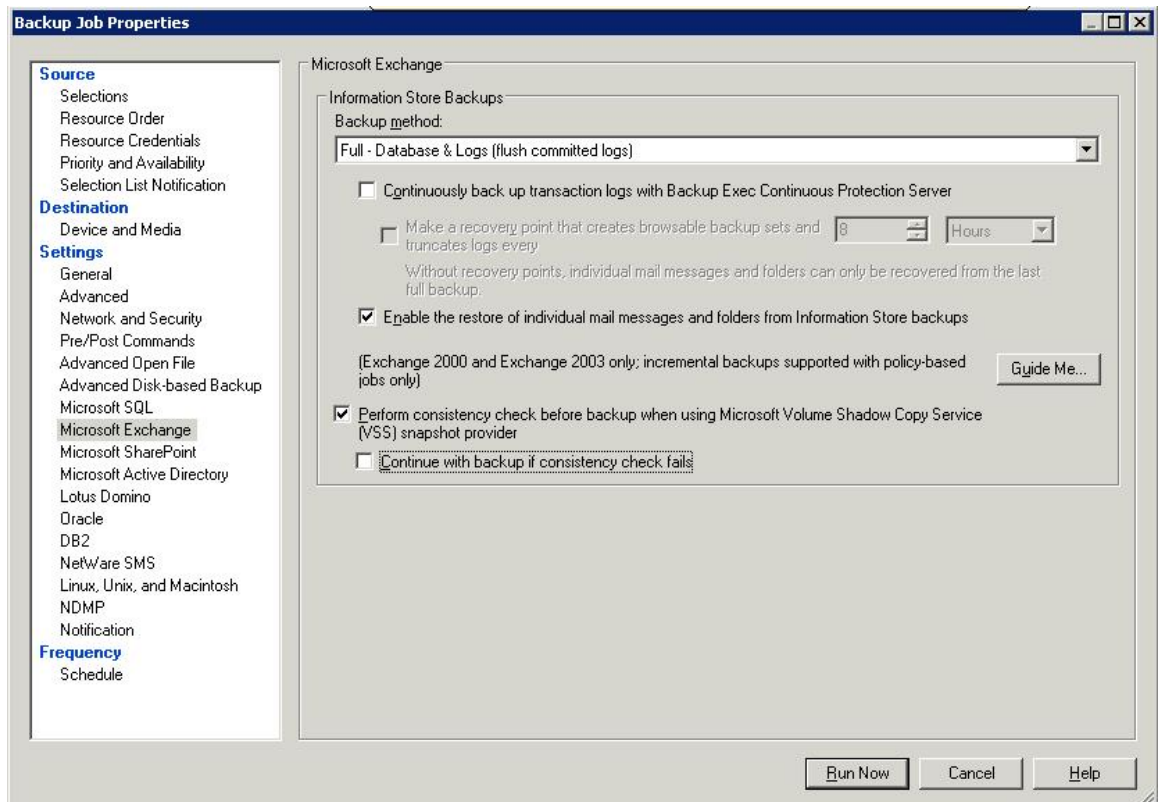 Backup Job Properties
Source
Selections
Resource Order
Resource Credentials
Priority and Availability
Selection List Notification
Destination
Device and Media
Settings
General
Advanced
Network and Security
Pre/Post Commands
Advanced Open File
Advanced Disk-based Backup
Microsoft SQL
Microsoft Exchange
Microsoft SharePoint
Microsoft Active Directory
Lotus Domino
Oracle
DB2
NetWare SMS
Linux, Unix, and Macintosh
NDMP
Notification
Frequency
Schedule
Microsoft Exchange
Information Store Backups
Backup method:
Full - Database & Logs (flush committed logs)
Continuously back up transaction logs with Backup Exec Continuous Protection Server
Make a recovery point that creates browsable backup sets and 8 Hours
truncates logs every
Without recovery points, individual mail messages and folders can only be recovered from the last
full backup.
Enable the restore of individual mail messages and folders from Information Store backups
(Exchange 2000 and Exchange 2003 only; incremental backups supported with policy-based
jobs only)
Guide Me...
Perform consistency check before backup when using Microsoft Volume Shadow Copy Service
(VSS) snapshot provider
Continue with backup if consistency check fails
Run Now Cancel Help